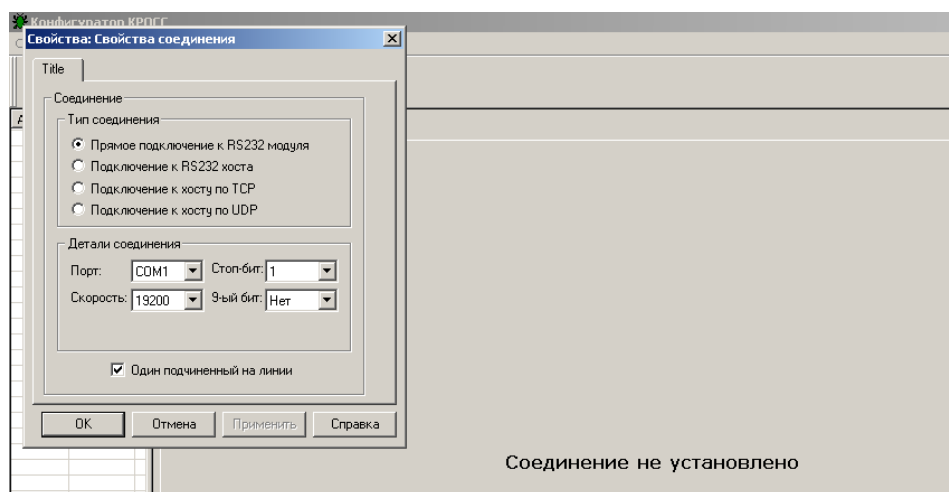 Конфигуратор КРОСС
Свойства: Свойства соединения
Title
Соединение
Тип соединения
Прямое подключение к RS232 модуля
Подключение к RS232 хоста
Подключение к хосту по TCP
Подключение к хосту по UDP
Детали соединения
Порт: COM1 Стоп-бит: 1
Скорость: 19200 9-ый бит: Нет
Один подчиненный на линии
OK Отмена Применить Справка
Соединение не установлено